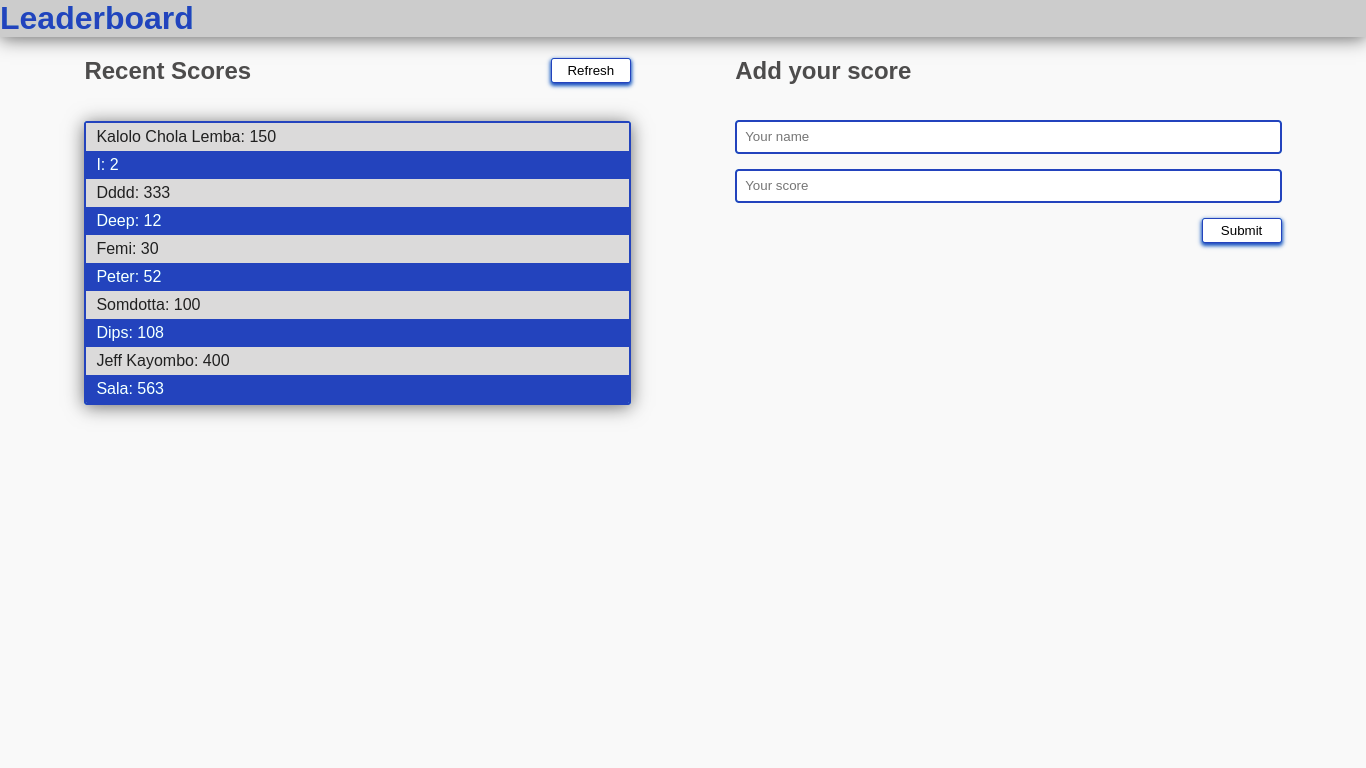 Leaderboard
Recent Scores
Refresh
Kalolo Chola Lemba: 150
I: 2
Dddd: 333
Deep: 12
Femi: 30
Peter: 52
Somdotta: 100
Dips: 108
Jeff Kayombo: 400
Sala: 563
Add your score
Your name
Your score
Submit